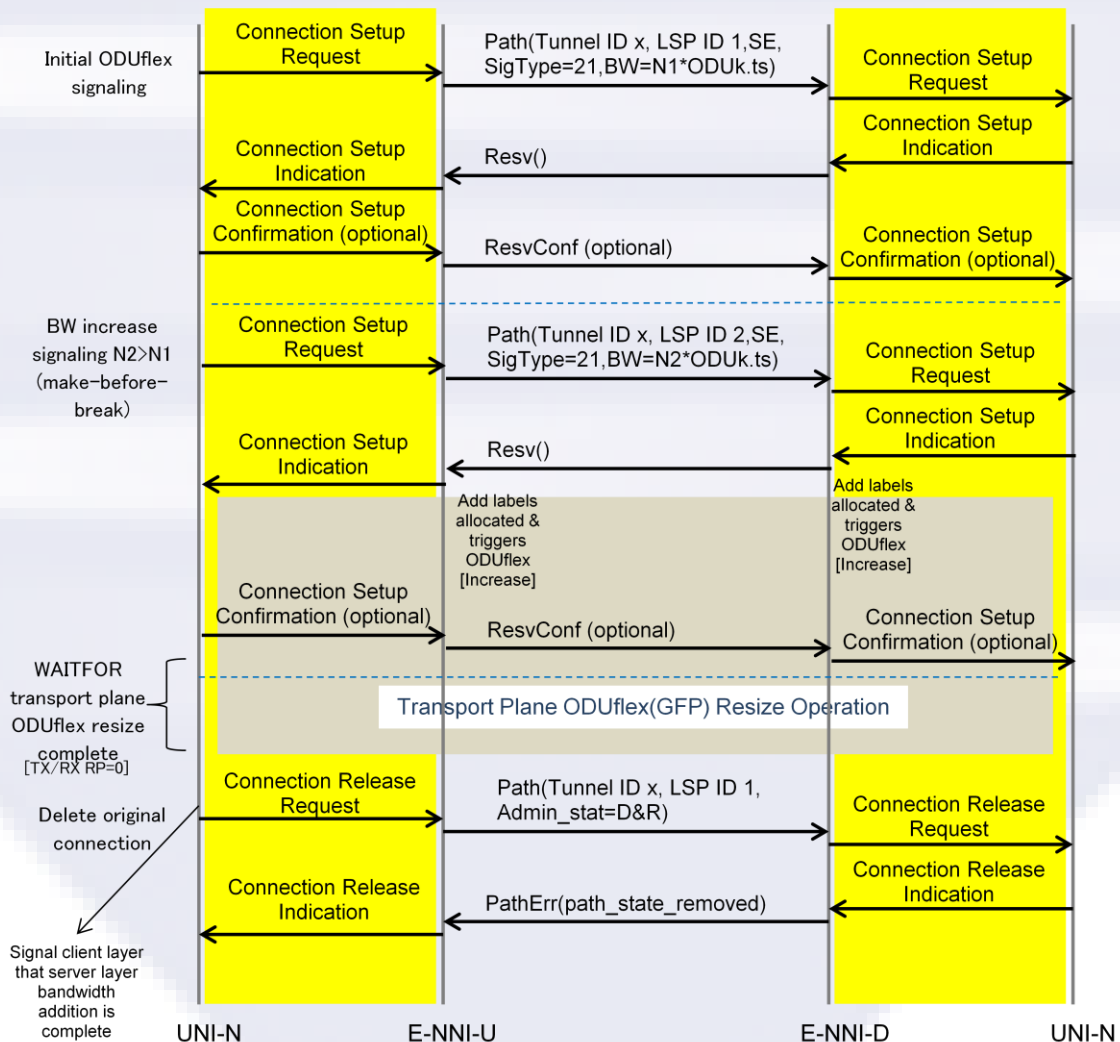 Initial ODUflex
signaling
Connection Setup
Request
Path(Tunnel ID x, LSP ID 1,SE,
SigType=21,BW=N1*ODUk.ts)
Connection Setup
Request
Connection Setup
Indication
Resv()
Connection Setup
Indication
Connection Setup
Confirmation (optional)
ResvConf (optional)
Connection Setup
Confirmation (optional)
BW increase
signaling N2>N1
(make-before-
break)
Connection Setup
Request
Path(Tunnel ID x, LSP ID 2,SE,
SigType=21,BW=N2*ODUk.ts)
Connection Setup
Request
Connection Setup
Indication
Resv()
Connection Setup
Indication
Add labels
allocated &
triggers
ODUflex
[Increase]
Add labels
allocated &
triggers
ODUflex
[Increase]
Connection Setup
Confirmation (optional)
ResvConf (optional)
Connection Setup
Confirmation (optional)
WAITFOR
transport plane
ODUflex resize
complete
[TX/RX RP=0]
Transport Plane ODUflex(GFP) Resize Operation
Delete original
connection
Connection Release
Request
Path(Tunnel ID x, LSP ID 1,
Admin_stat=D&R)
Connection Release
Request
Connection Release
Indication
PathErr(path_state_removed)
Connection Release
Indication
Signal client layer
that server layer
bandwidth
addition is
complete
UNI-N
E-NNI-U
E-NNI-D
UNI-N